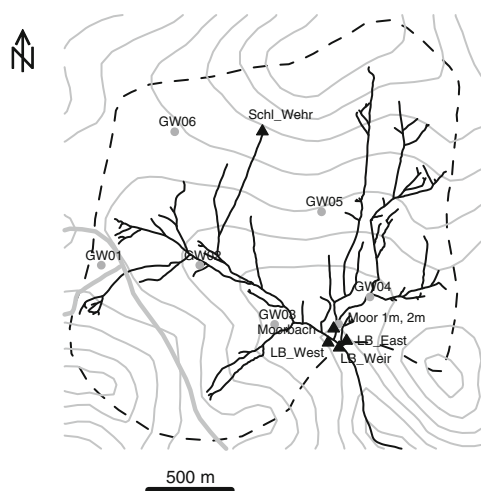 N
Schl_Wehr
GW06
GW05
GW01
GW02
GW04
GW03
Moor 1m, 2m
Moorbach
LB_East
LB_West
LB_Weir
500 m